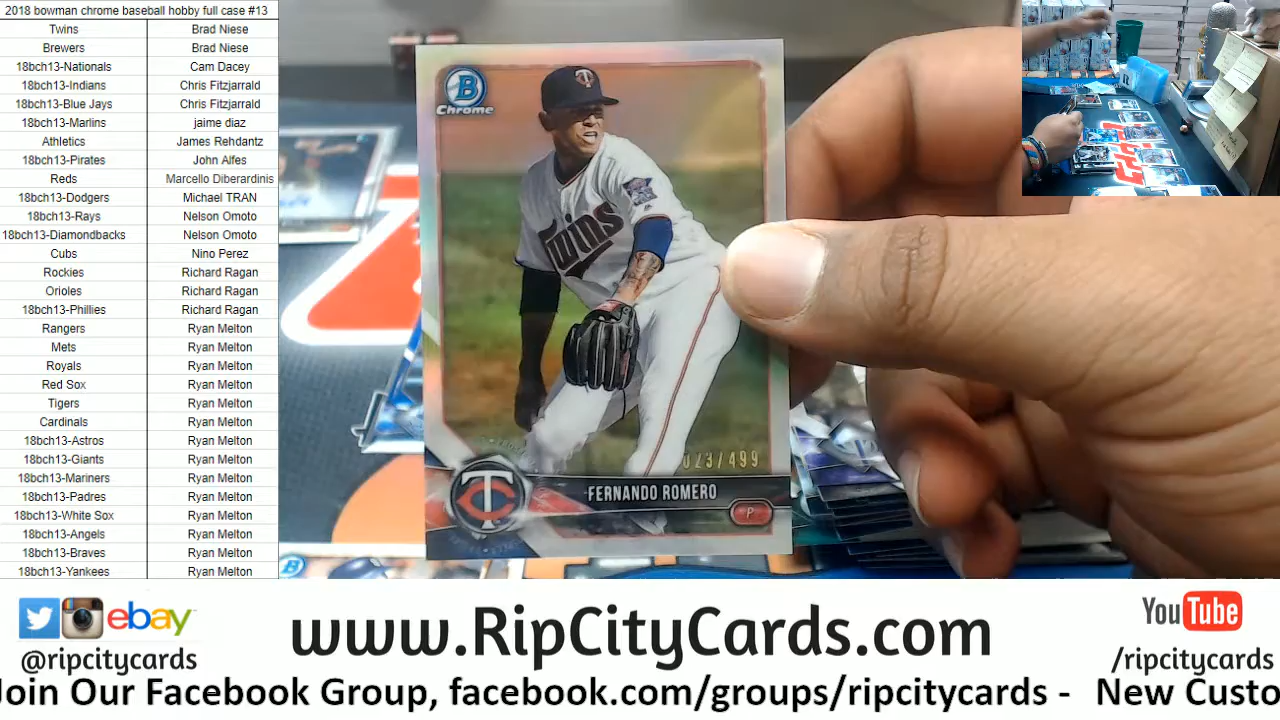 2018 bowman chrome baseball hobby full case #13
Twins Brad Niese
Brewers Brad Niese
18bch13-Nationals Cam Dacey
18bch13-Indians Chris Fitzjarrald
18bch13-Blue Jays Chris Fitzjarrald
18bch13-Marlins jaime diaz
Athletics James Rehdantz
18bch13-Pirates John Alfes
Reds Marcello Diberardinis
18bch13-Dodgers Michael TRAN
18bch13-Rays Nelson Omoto
18bch13-Diamondbacks Nelson Omoto
Cubs Nino Perez
Rockies Richard Ragan
Orioles Richard Ragan
18bch13-Phillies Richard Ragan
Rangers Ryan Melton
Mets Ryan Melton
Royals Ryan Melton
Red Sox Ryan Melton
Tigers Ryan Melton
Cardinals Ryan Melton
18bch13-Astros Ryan Melton
18bch13-Giants Ryan Melton
18bch13-Mariners Ryan Melton
18bch13-Padres Ryan Melton
18bch13-White Sox Ryan Melton
18bch13-Angels Ryan Melton
18bch13-Braves Ryan Melton
18bch13-Yankees Ryan Melton
B
Chrome
Twins
023/499
FERNANDO ROMERO
P
TC
ebay
@ripcitycards
www.RipCityCards.com
YouTube
/ripcitycards
Join Our Facebook Group, facebook.com/groups/ripcitycards - New Custo